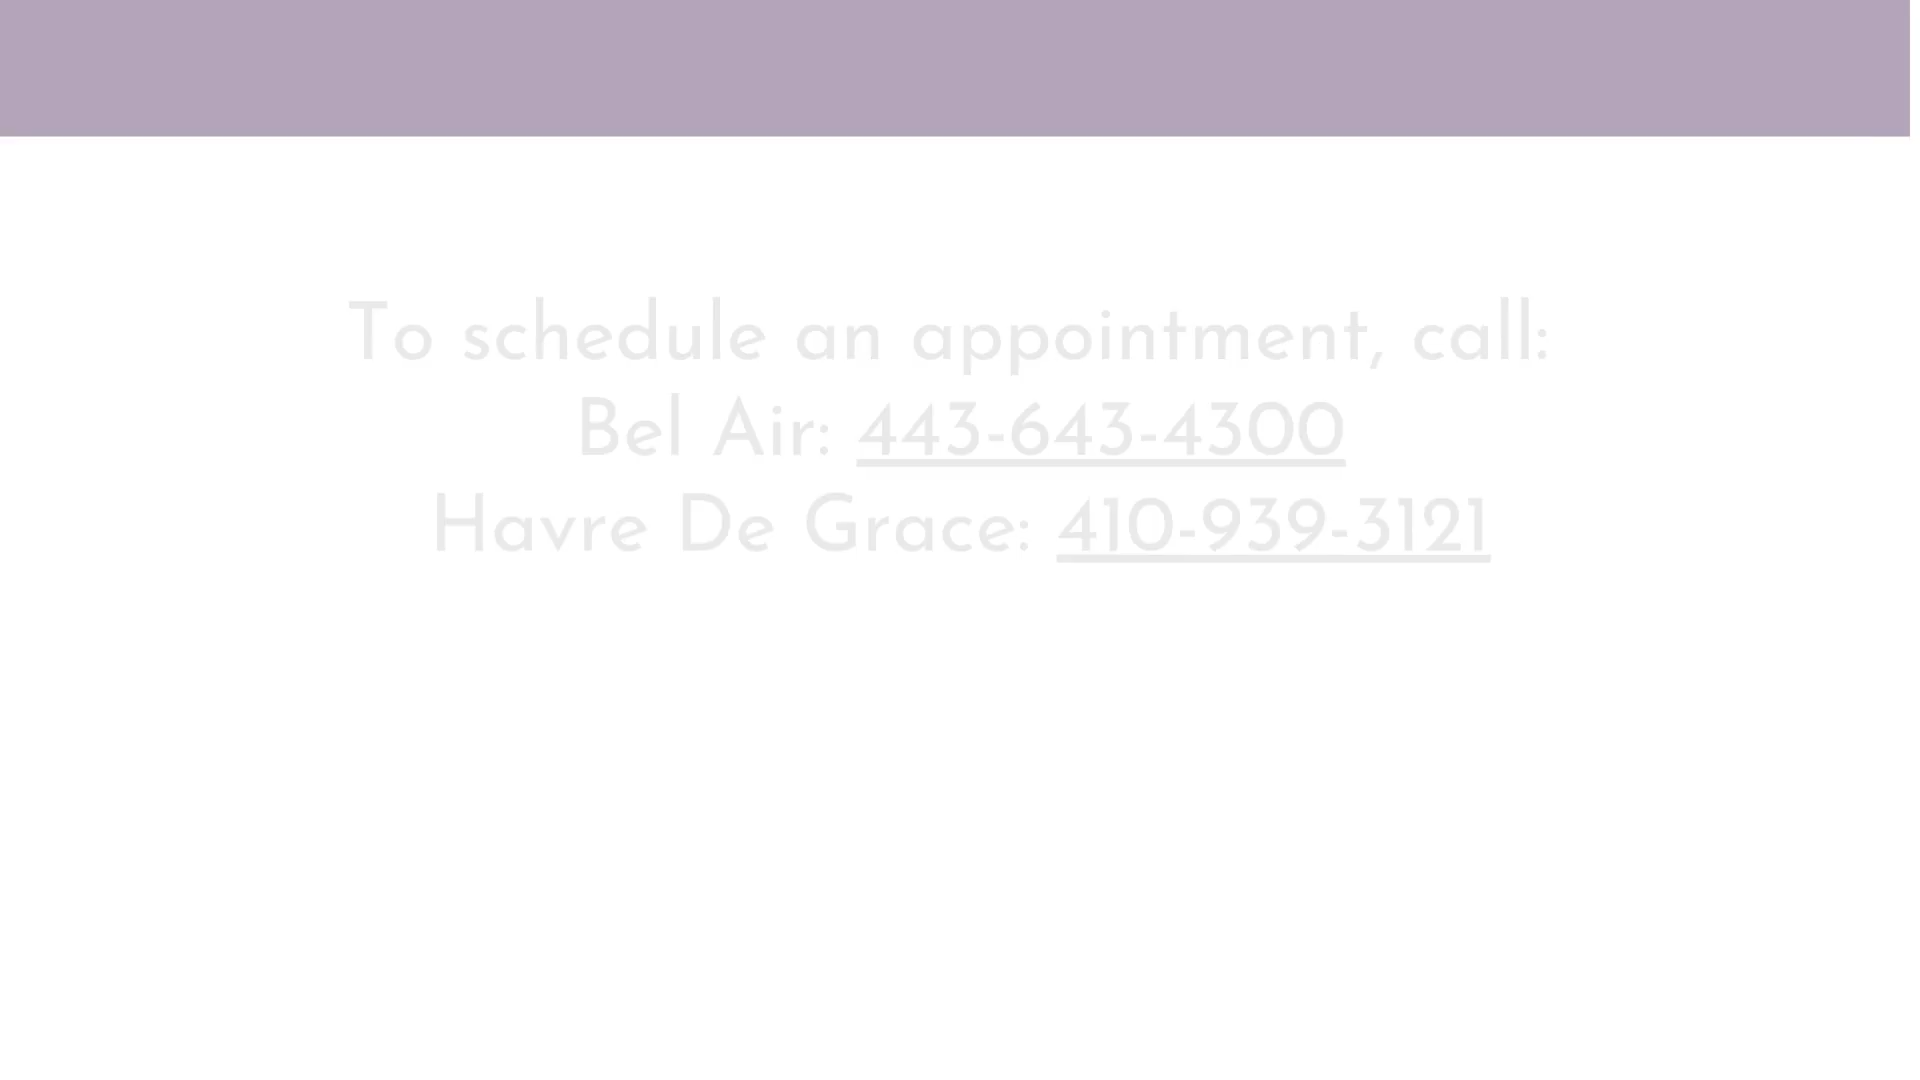 To schedule an appointment, call:
Bel Air: 443-643-4300
Havre De Grace: 410-939-3121